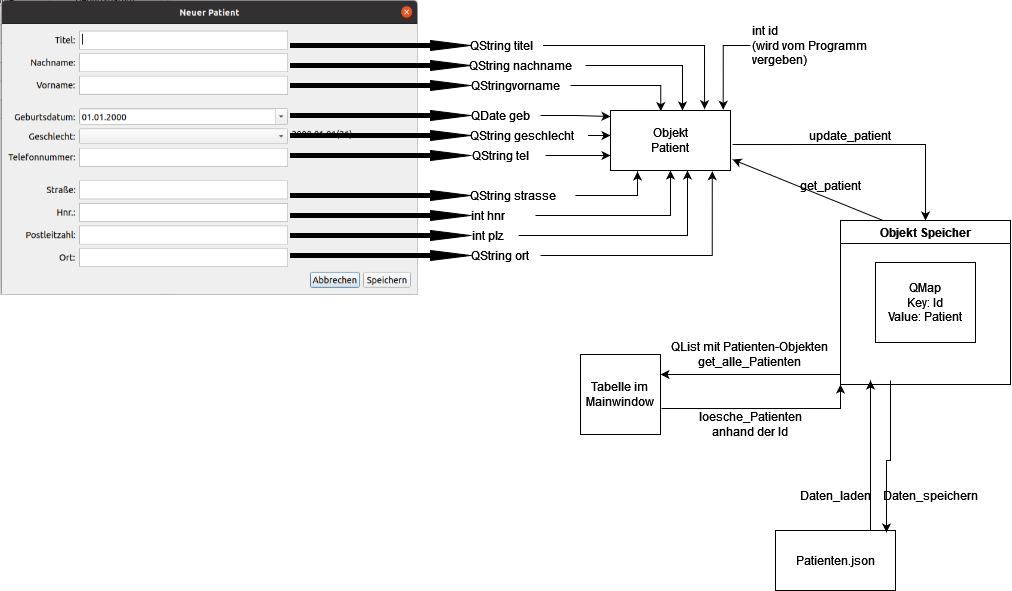 Neuer Patient
Titel:
Nachname:
Vorname:
Geburtsdatum:
01.01.2000
Geschlecht:
Telefonnummer:
Straße:
Hnr.:
Postleitzahl:
Ort:
Abbrechen
Speichern
QString titel
QString nachname
QStringvorname
QDate geb
QString geschlecht
QString tel
QString strasse
int hnr
int plz
QString ort
int id
(wird vom Programm
vergeben)
Objekt
Patient
update_patient
get_patient
Objekt Speicher
QMap
Key: Id
Value: Patient
QList mit Patienten-Objekten
get_alle_Patienten
Tabelle im
Mainwindow
loesche_Patienten
anhand der Id
Daten_laden
Daten_speichern
Patienten.json